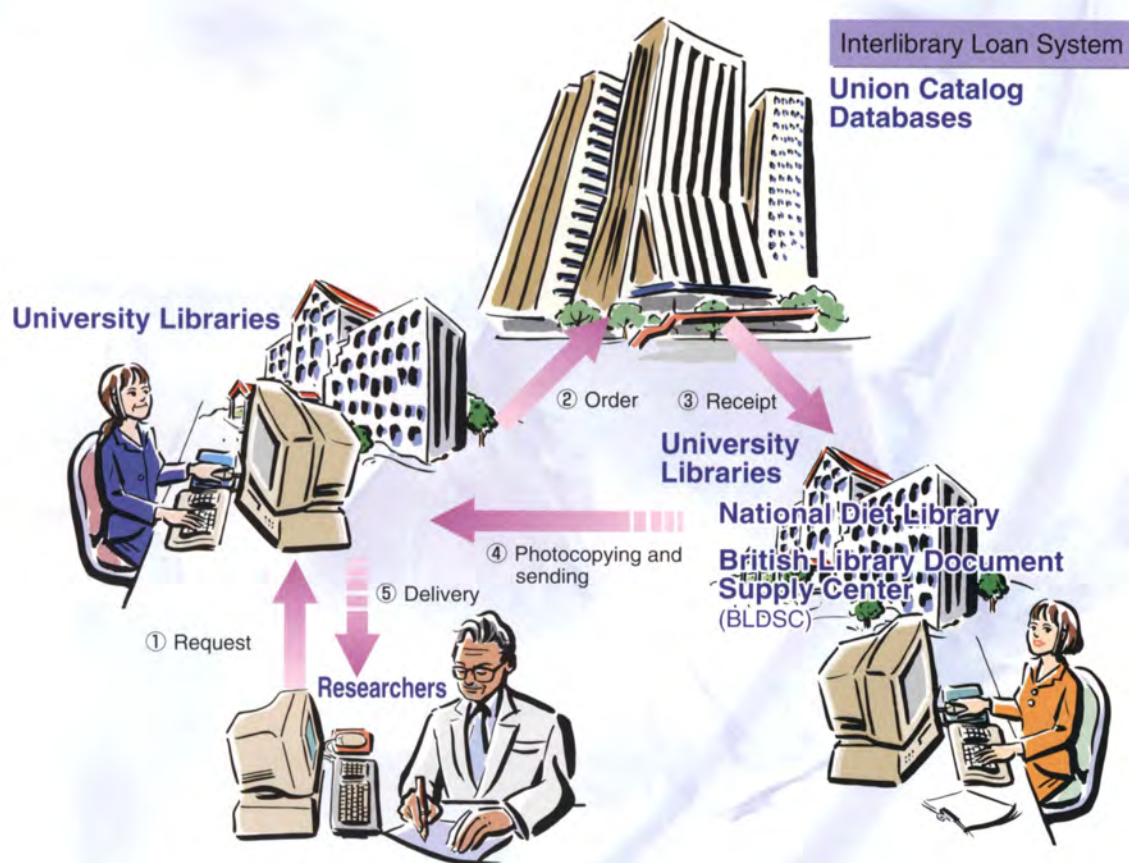 Interlibrary Loan System
Union Catalog
Databases
University Libraries
② Order
③ Receipt
University
Libraries
National Diet Library
British Library Document
Supply Center
(BLDSC)
④ Photocopying and
sending
⑤ Delivery
① Request
Researchers